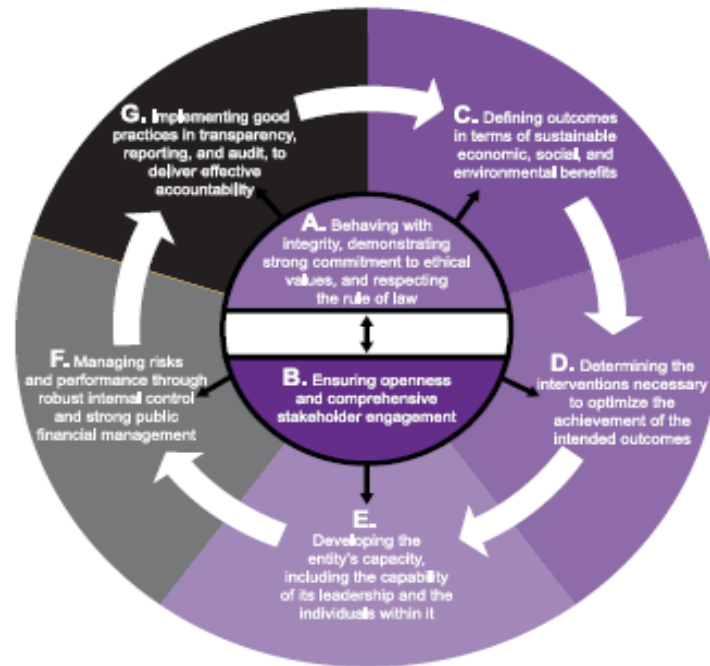 A. Behaving with
integrity, demonstrating
strong commitment to ethical
values, and respecting
the rule of law
B. Ensuring openness
and comprehensive
stakeholder engagement
C. Defining outcomes
in terms of sustainable
economic, social, and
environmental benefits
D. Determining the
interventions necessary
to optimize the
achievement of the
intended outcomes
E.
Developing the
entity's capacity,
including the capability
of its leadership and the
individuals within it
F. Managing risks
and performance through
robust internal control
and strong public
financial management
G. Implementing good
practices in transparency,
reporting, and audit, to
deliver effective
accountability